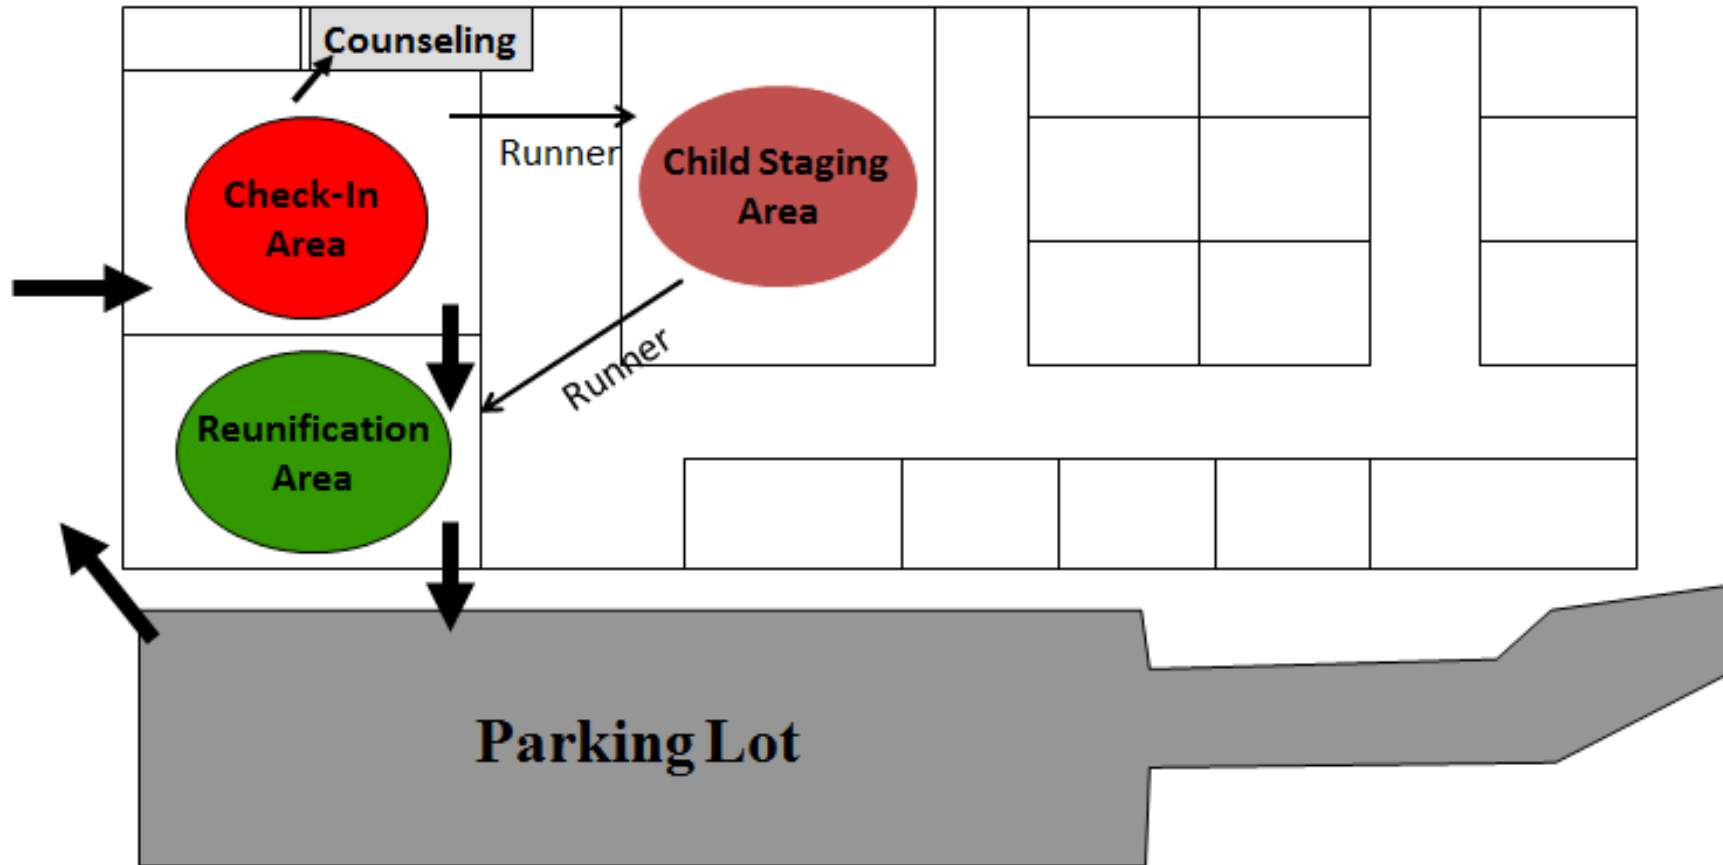 Counseling
Runner
Child Staging
Area
Check-In
Area
Runner
Reunification
Area
Parking Lot